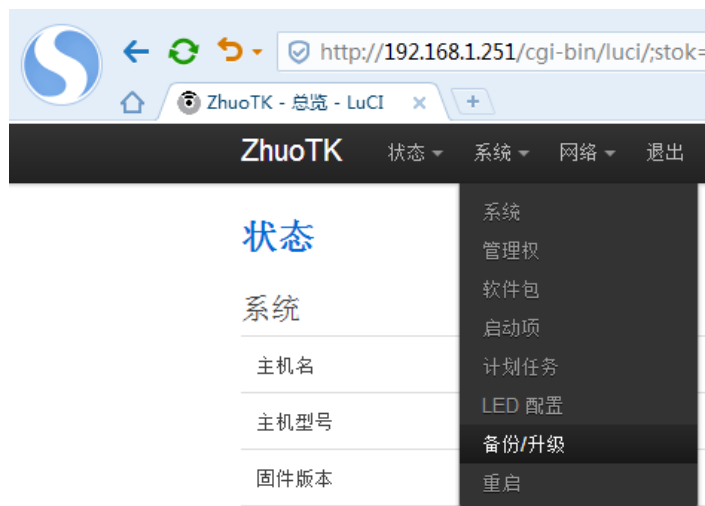 http://192.168.1.251/cgi-bin/luci/;stok=
ZhuoTK - 总览 - LuCI
ZhuoTK 状态 系统 网络 退出
系统
管理权
软件包
启动项
计划任务
LED 配置
备份/升级
重启
状态
系统
主机名
主机型号
固件版本